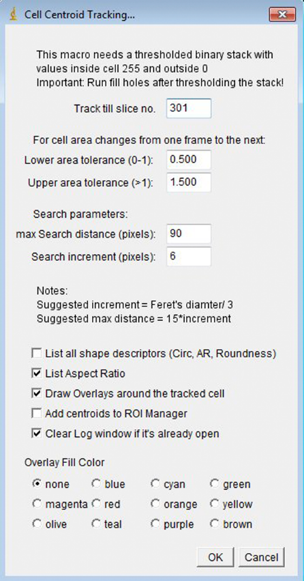 Cell Centroid Tracking...
This macro needs a thresholded binary stack with
values inside cell 255 and outside 0
Important: Run fill holes after thresholding the stack!
Track till slice no. 301
For cell area changes from one frame to the next:
Lower area tolerance (0-1): 0.500
Upper area tolerance (>1): 1.500
Search parameters:
max Search distance (pixels): 90
Search increment (pixels): 6
Notes:
Suggested increment = Feret's diamter/ 3
Suggested max distance = 15*increment
List all shape descriptors (Circ, AR, Roundness)
List Aspect Ratio
Draw Overlays around the tracked cell
Add centroids to ROI Manager
Clear Log window if it's already open
Overlay Fill Color
none blue cyan green
magenta red orange yellow
olive teal purple brown
OK Cancel